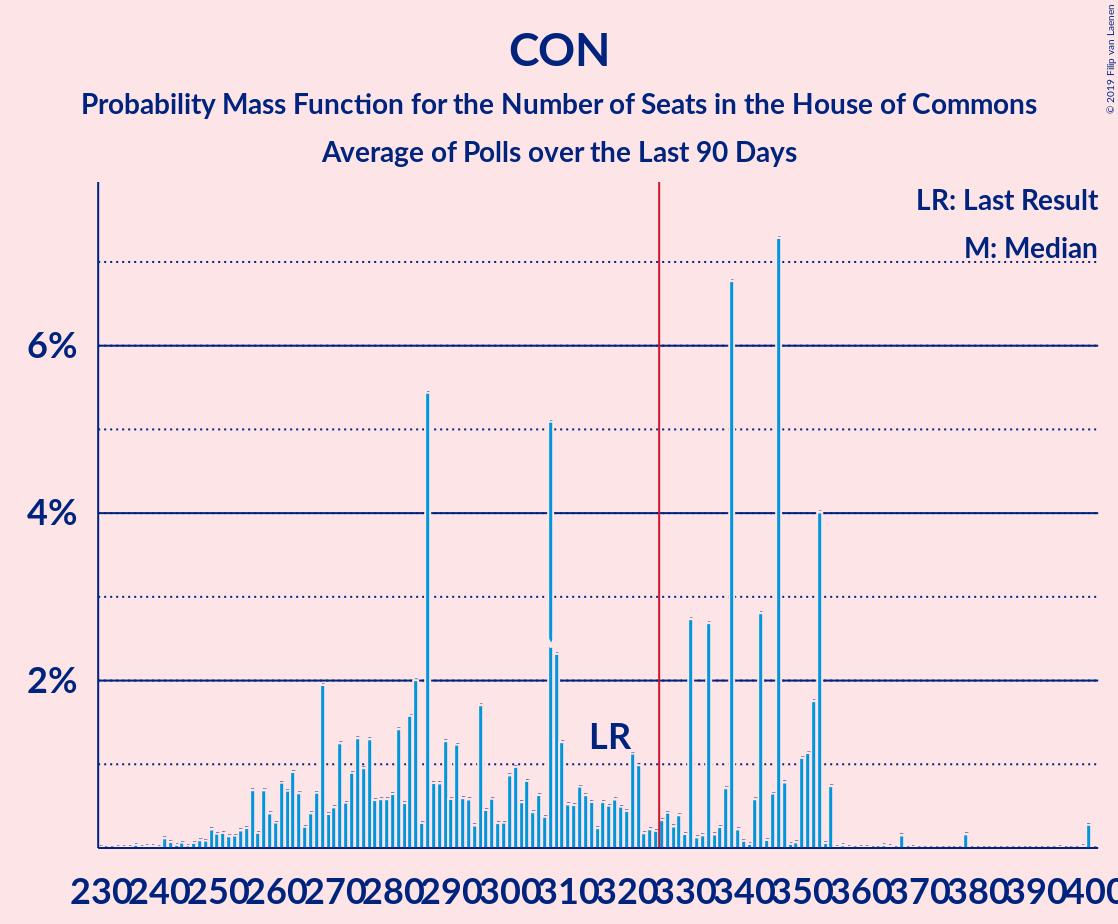 CON
Probability Mass Function for the Number of Seats in the House of Commons
Average of Polls over the Last 90 Days
© 2019 Filip van Laenen
LR: Last Result
M: Median
6%
4%
2%
LR
230 240 250 260 270 280 290 300 310 320 330 340 350 360 370 380 390 400